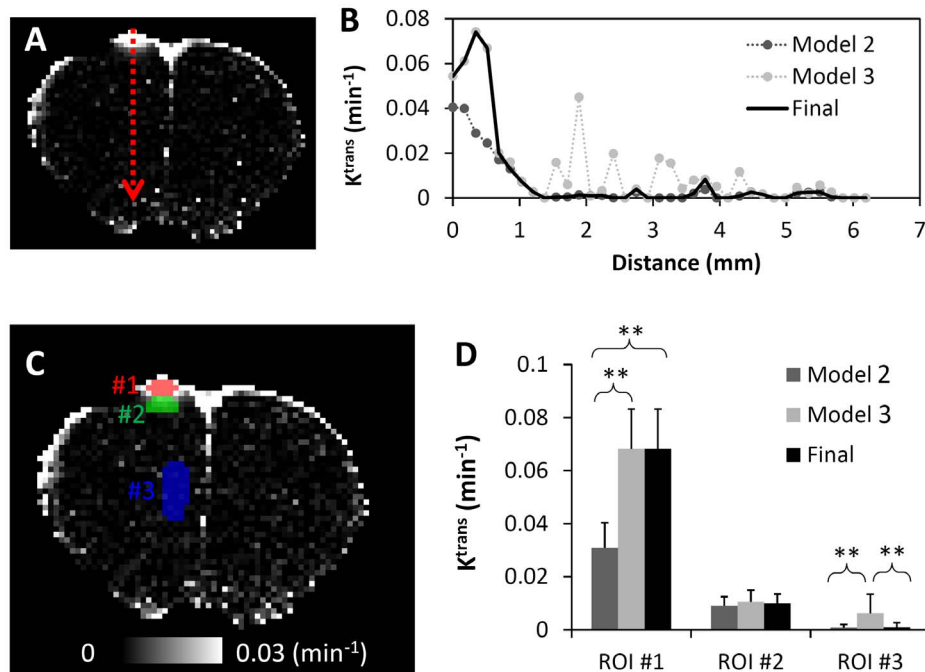 A
B
0.08
0.06
0.04
0.02
0
K^trans (min^-1)
Model 2
Model 3
Final
0 1 2 3 4 5 6 7
Distance (mm)
C
#1
#2
#3
0 0.03 (min^-1)
D
**
**
** **
0.1
0.08
0.06
0.04
0.02
0
K^trans (min^-1)
Model 2
Model 3
Final
ROI #1 ROI #2 ROI #3